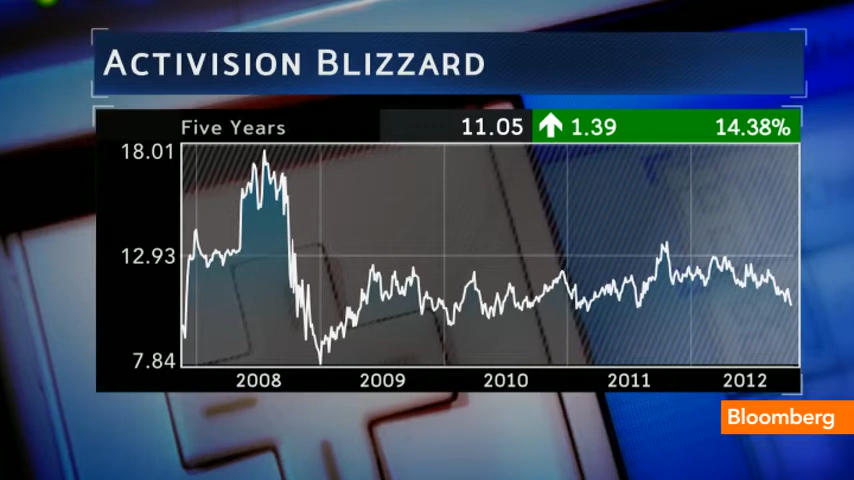 ACTIVISION BLIZZARD
Five Years 11.05 1.39 14.38%
18.01
12.93
7.84
2008 2009 2010 2011 2012
Bloomberg